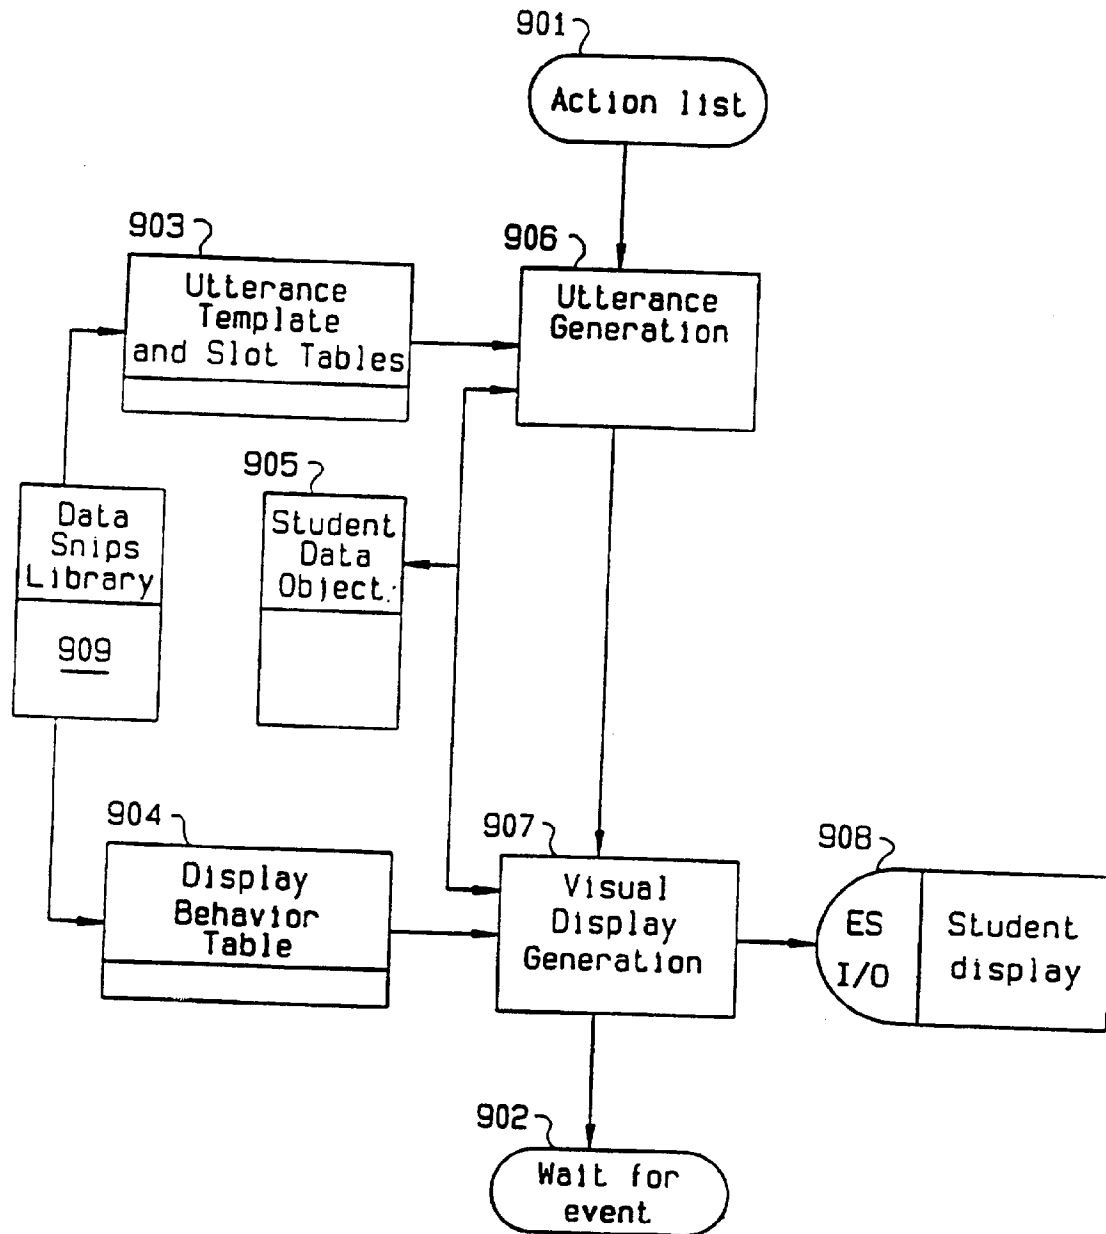 901
Action list
903
Utterance
Template
and Slot Tables
906
Utterance
Generation
905
Student
Data
Object
Data
Snips
Library
909
904
Display
Behavior
Table
907
Visual
Display
Generation
908
ES
I/O
Student
display
902
Wait for
event